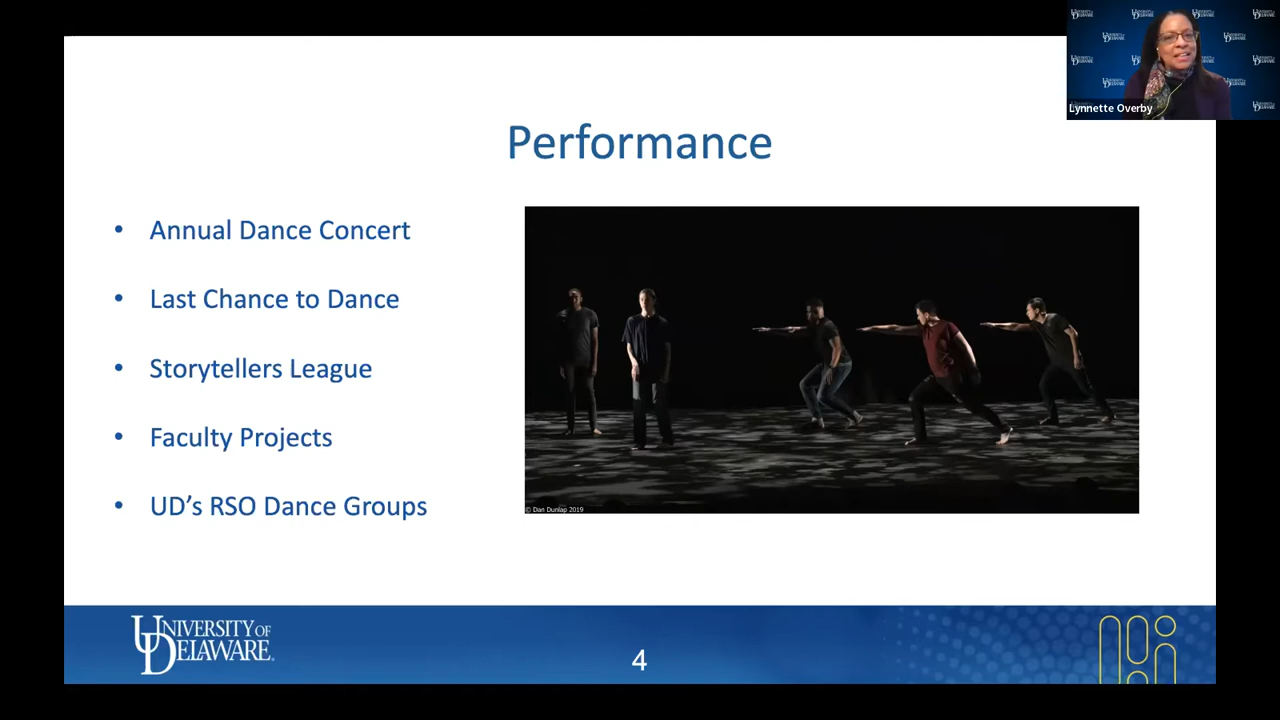 Performance
• Annual Dance Concert
• Last Chance to Dance
• Storytellers League
• Faculty Projects
• UD’s RSO Dance Groups
© Dan Dunlap 2019
UNIVERSITY OF
DELAWARE.
4
Lynnette Overby